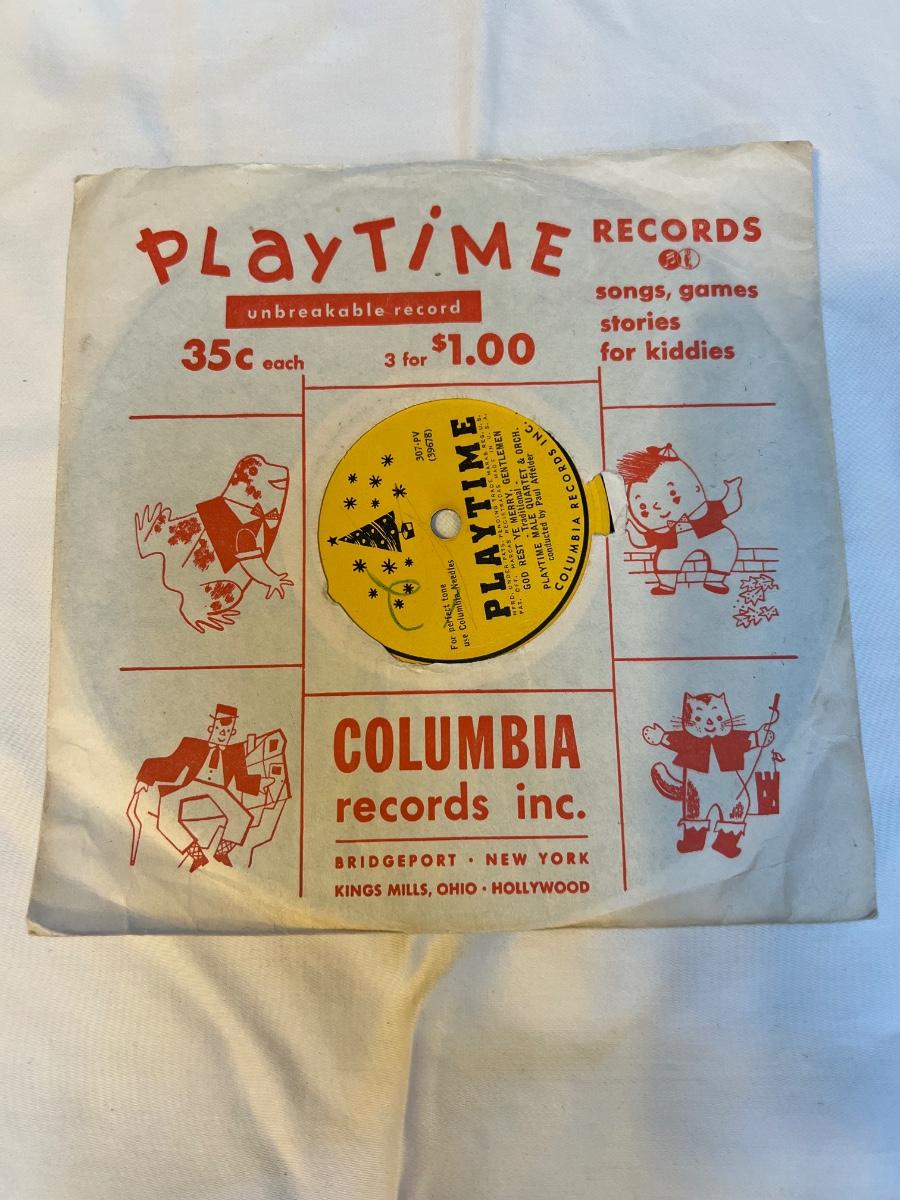 PLayTiME
RECORDS
unbreakable record
songs, games
stories
for kiddies
35c each
3 for $1.00
307-PV
(39678)
For perfect tone
use Columbia Needles
PLAYTIME
GOD REST YE MERRY, GENTLEMEN
- Traditional -
PLAYTIME MALE QUARTET & ORCH.
conducted by Paul Affelder
COLUMBIA RECORDS INC.
COLUMBIA
records inc.
BRIDGEPORT · NEW YORK
KINGS MILLS, OHIO · HOLLYWOOD